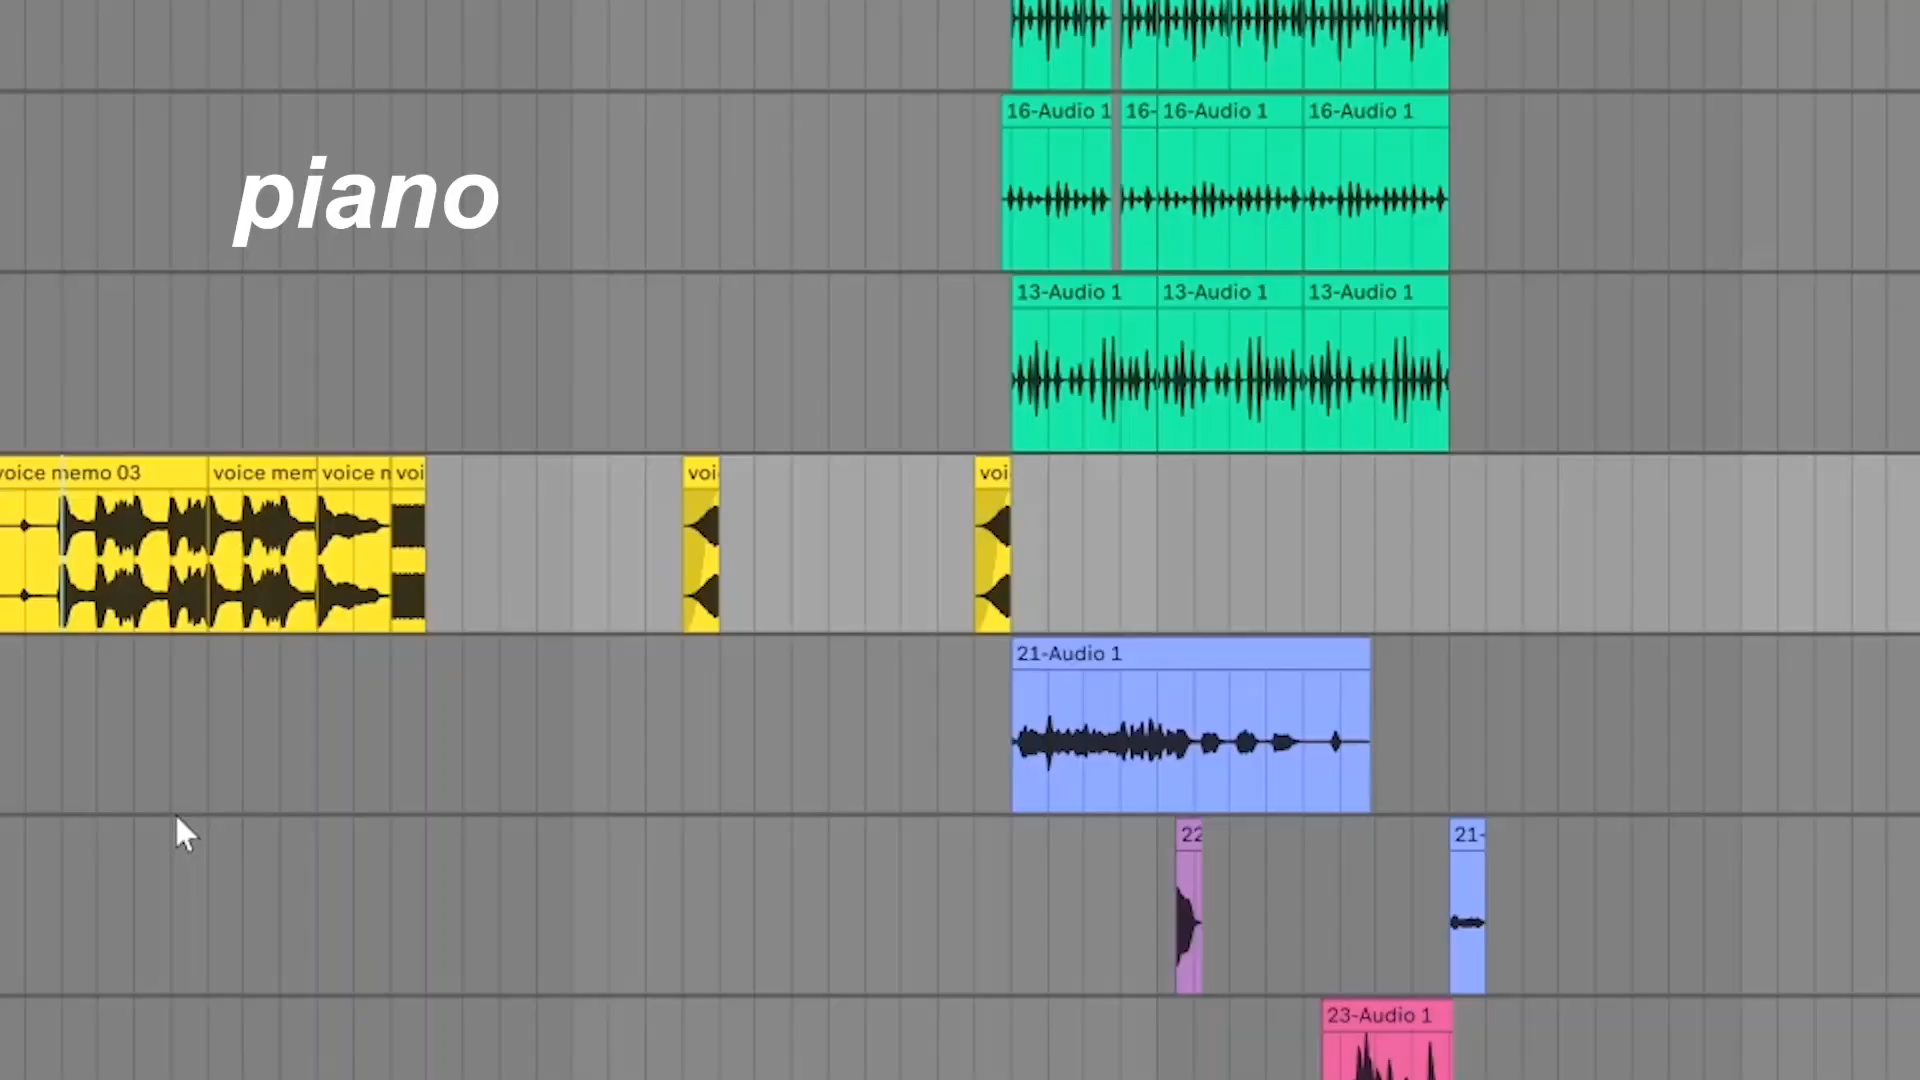 16-Audio 1 16- 16-Audio 1 16-Audio 1
piano
13-Audio 1 13-Audio 1 13-Audio 1
voice memo 03 voice mem voice n voi voi voi
21-Audio 1
22 21-
23-Audio 1